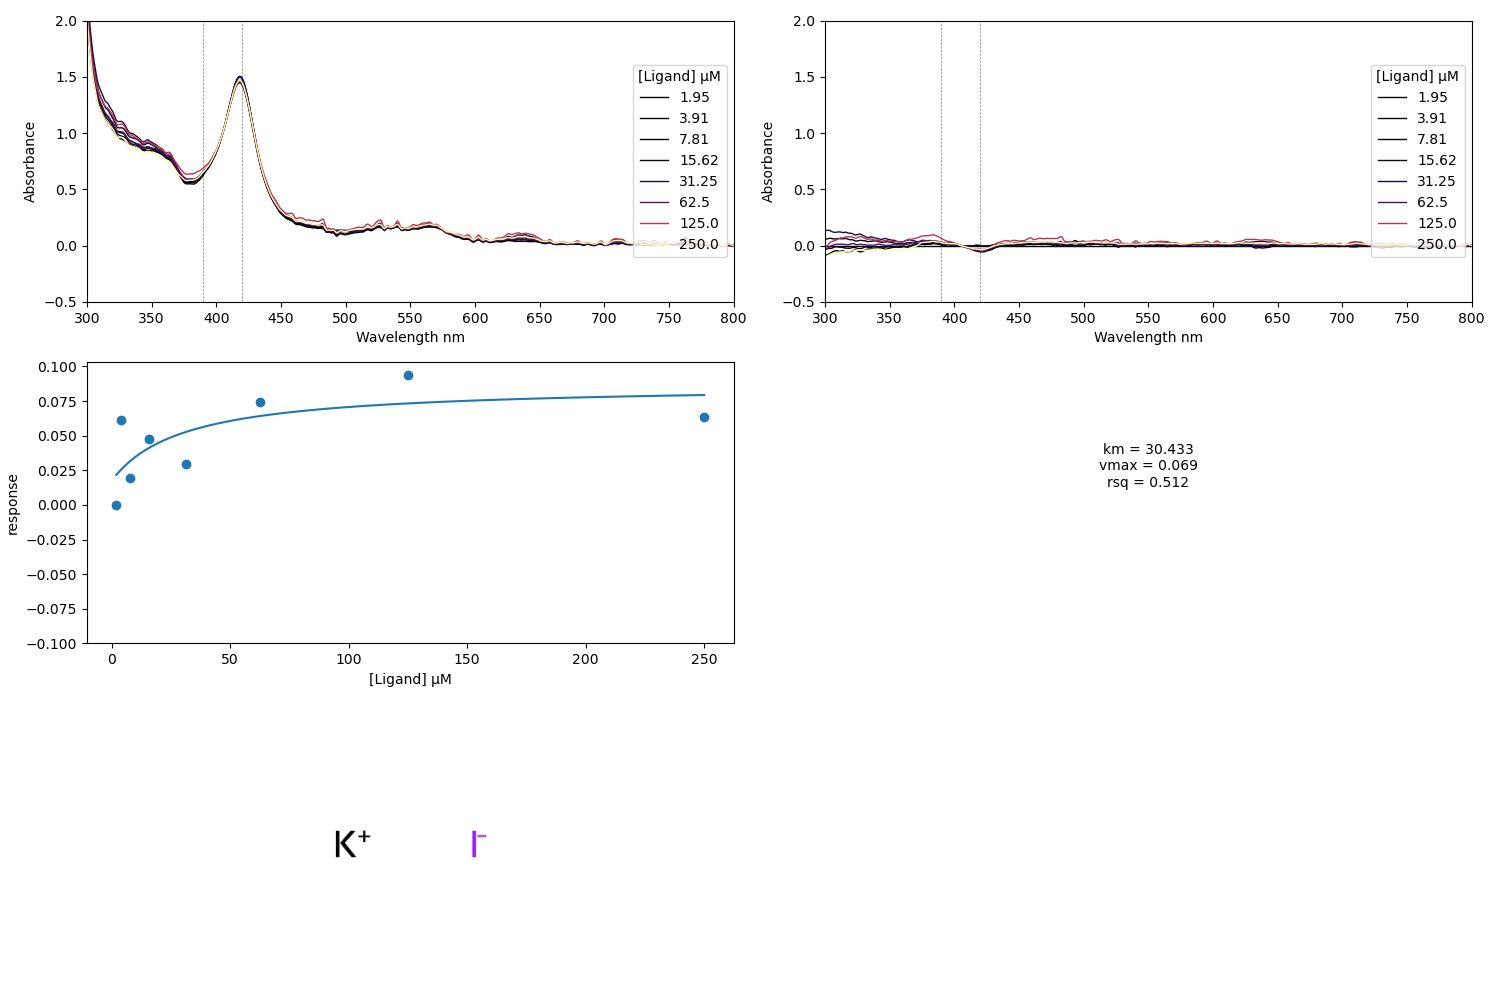 2.0
1.5
1.0
0.5
0.0
−0.5
Absorbance
300 350 400 450 500 550 600 650 700 750 800
Wavelength nm
[Ligand] μM
1.95
3.91
7.81
15.62
31.25
62.5
125.0
250.0
2.0
1.5
1.0
0.5
0.0
−0.5
Absorbance
300 350 400 450 500 550 600 650 700 750 800
Wavelength nm
[Ligand] μM
1.95
3.91
7.81
15.62
31.25
62.5
125.0
250.0
0.100
0.075
0.050
0.025
0.000
−0.025
−0.050
−0.075
−0.100
response
0 50 100 150 200 250
[Ligand] μM
km = 30.433
vmax = 0.069
rsq = 0.512
K⁺ I⁻